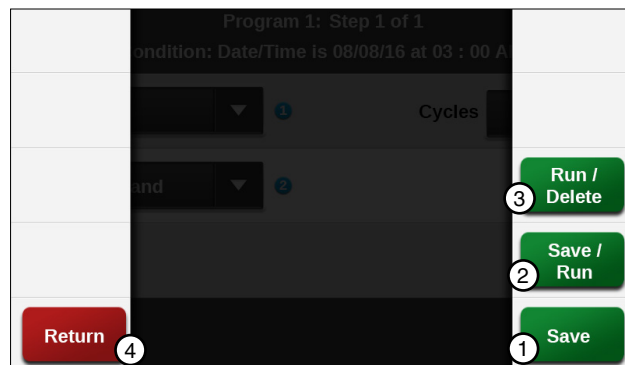 Program 1: Step 1 of 1
ondition: Date/Time is 08/08/16 at 03 : 00 A
1
Cycles
and
2
Run /
Delete
3
Save /
Run
2
Return
4
Save
1